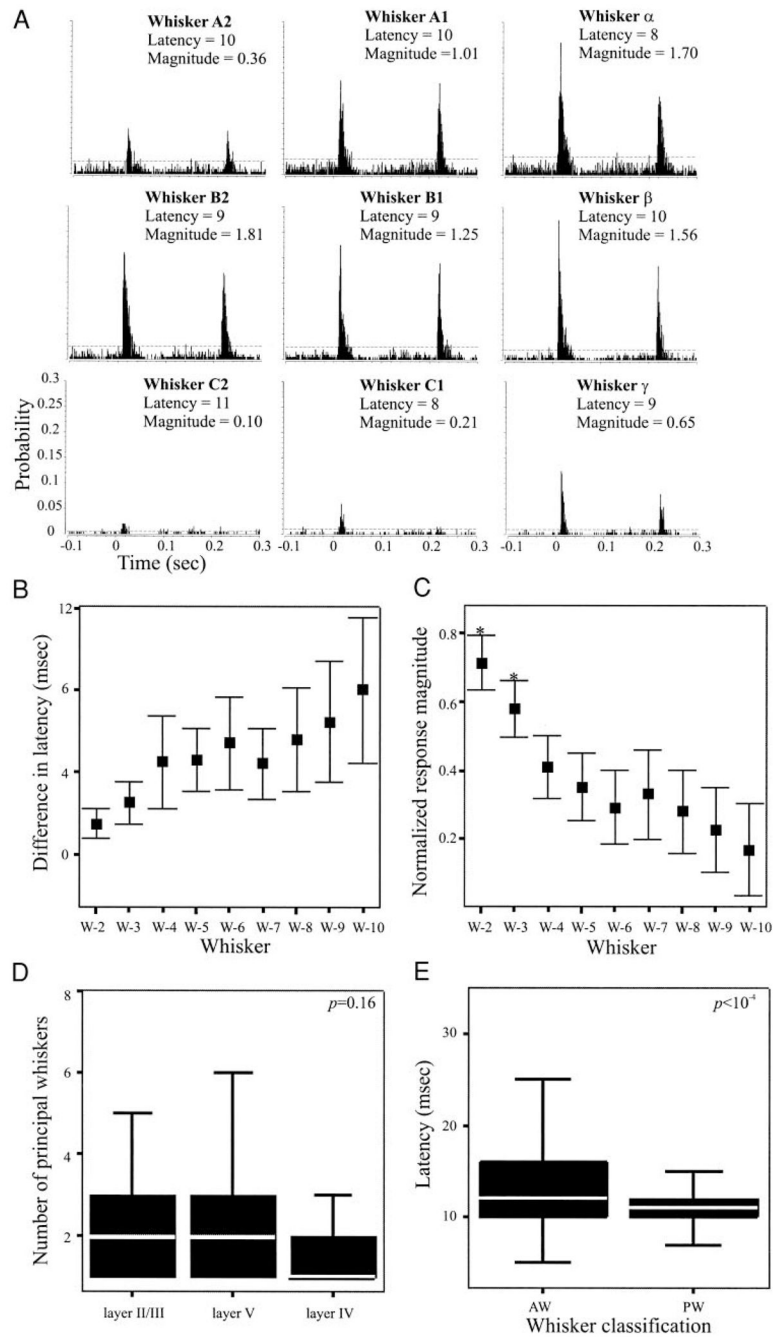 A
Whisker A2
Latency = 10
Magnitude = 0.36
Whisker A1
Latency = 10
Magnitude =1.01
Whisker α
Latency = 8
Magnitude = 1.70
Whisker B2
Latency = 9
Magnitude = 1.81
Whisker B1
Latency = 9
Magnitude = 1.25
Whisker β
Latency = 10
Magnitude = 1.56
Whisker C2
Latency = 11
Magnitude = 0.10
Whisker C1
Latency = 8
Magnitude = 0.21
Whisker γ
Latency = 9
Magnitude = 0.65
Probability
0.3
0.25
0.2
0.15
0.1
0.05
0
-0.1 0 0.1 0.2 0.3
-0.1 0 0.1 0.2 0.3
-0.1 0 0.1 0.2 0.3
Time (sec)
B
Difference in latency (msec)
12
6
4
0
W-2 W-3 W-4 W-5 W-6 W-7 W-8 W-9 W-10
Whisker
C
Normalized response magnitude
0.8
0.6
0.4
0.2
* *
W-2 W-3 W-4 W-5 W-6 W-7 W-8 W-9 W-10
Whisker
D
Number of principal whiskers
8
6
4
2
p=0.16
layer II/III layer V layer IV
E
Latency (msec)
30
20
10
p<10-4
AW PW
Whisker classification